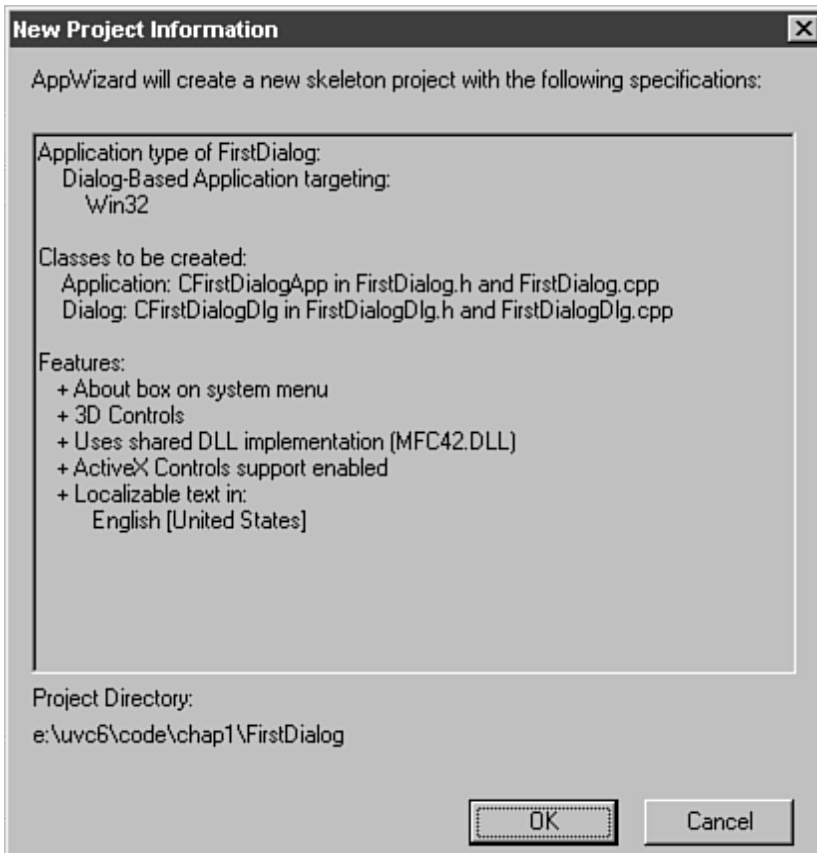 New Project Information
AppWizard will create a new skeleton project with the following specifications:
Application type of FirstDialog:
Dialog-Based Application targeting:
Win32
Classes to be created:
Application: CFirstDialogApp in FirstDialog.h and FirstDialog.cpp
Dialog: CFirstDialogDlg in FirstDialogDlg.h and FirstDialogDlg.cpp
Features:
+ About box on system menu
+ 3D Controls
+ Uses shared DLL implementation (MFC42.DLL)
+ ActiveX Controls support enabled
+ Localizable text in:
English [United States]
Project Directory:
e:\uvc6\code\chap1\FirstDialog
OK Cancel